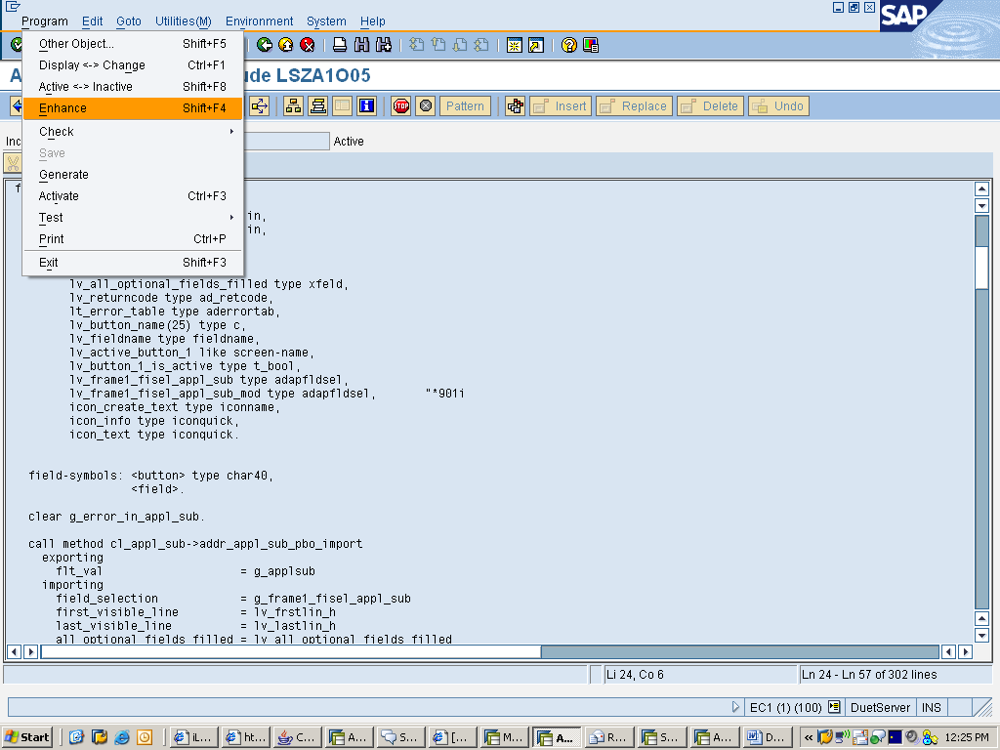 Program Edit Goto Utilities(M) Environment System Help
SAP
Other Object... Shift+F5
Display <-> Change Ctrl+F1
Active <-> Inactive Shift+F8
Enhance Shift+F4
Check
Save
Generate
Activate Ctrl+F3
Test
Print Ctrl+P
Exit Shift+F3
A ude LSZA1O05
STOP Pattern Insert Replace Delete Undo
Inc Active
f
in,
in,
lv_all_optional_fields_filled type xfeld,
lv_returncode type ad_retcode,
lt_error_table type aderrortab,
lv_button_name(25) type c,
lv_fieldname type fieldname,
lv_active_button_1 like screen-name,
lv_button_1_is_active type t_bool,
lv_frame1_fisel_appl_sub type adapfldsel,
lv_frame1_fisel_appl_sub_mod type adapfldsel, "*901i
icon_create_text type iconname,
icon_info type iconquick,
icon_text type iconquick.
field-symbols: <button> type char40,
<field>.
clear g_error_in_appl_sub.
call method cl_appl_sub->addr_appl_sub_pbo_import
exporting
flt_val = g_applsub
importing
field_selection = g_frame1_fisel_appl_sub
first_visible_line = lv_frstlin_h
last_visible_line = lv_lastlin_h
all_optional_fields_filled = lv_all_optional_fields_filled
Li 24, Co 6 Ln 24 - Ln 57 of 302 lines
EC1 (1) (100) DuetServer INS
Start iL... ht... C... A... S... [... M... A... R... S... A... D... « 12:25 PM